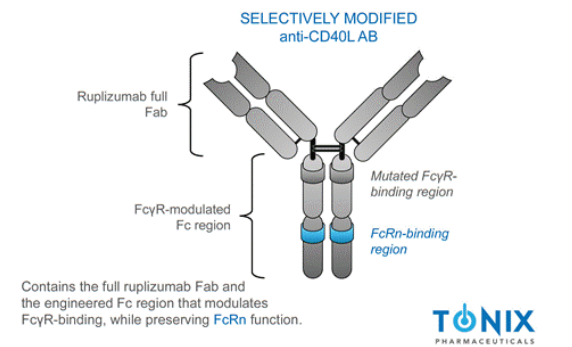 SELECTIVELY MODIFIED
anti-CD40L AB
Ruplizumab full
Fab
Mutated FcγR-
binding region
FcγR-modulated
Fc region
FcRn-binding
region
Contains the full ruplizumab Fab and
the engineered Fc region that modulates
FcγR-binding, while preserving FcRn function.
TONIX
PHARMACEUTICALS